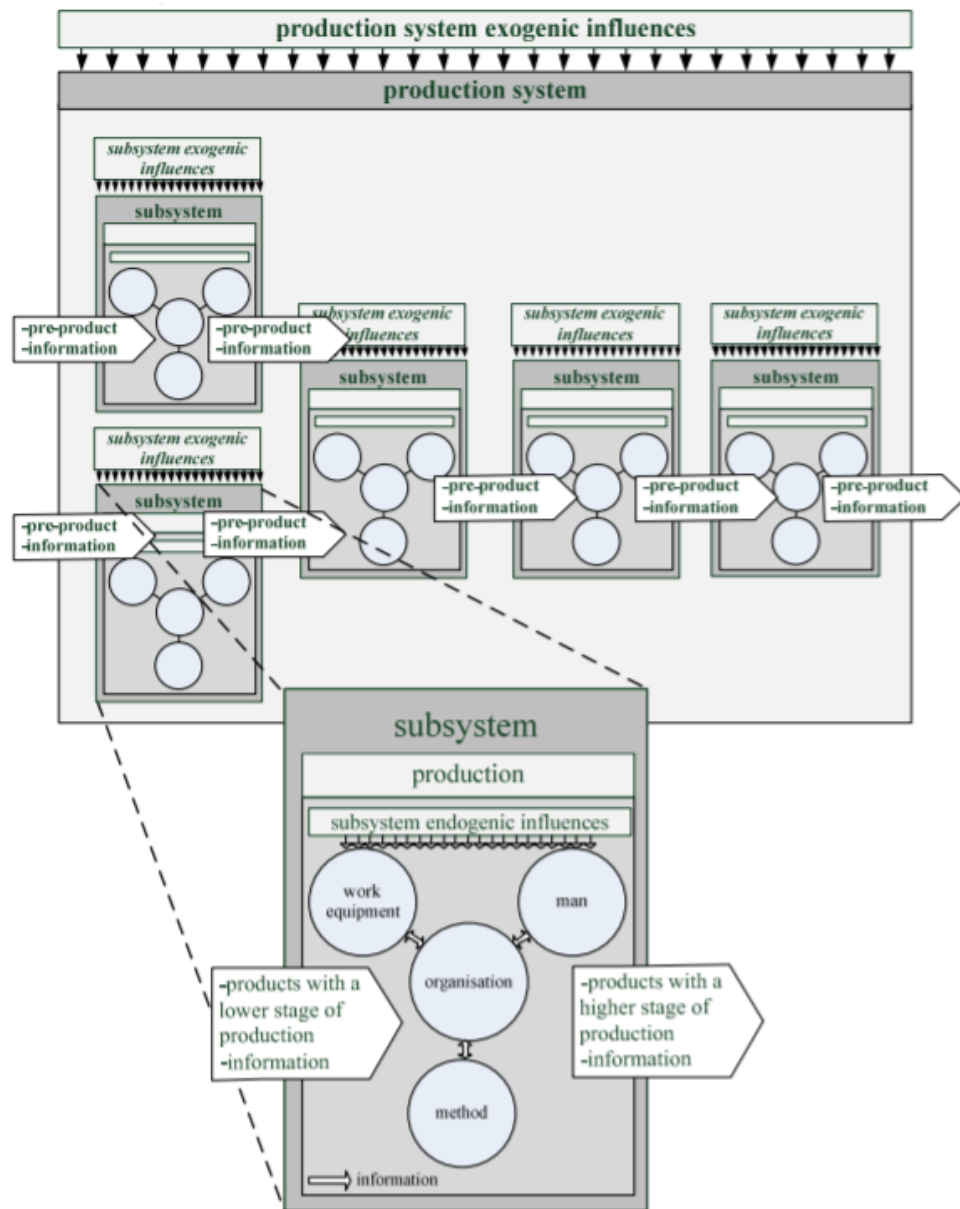 production system exogenic influences
production system
subsystem exogenic
influences
subsystem
-pre-product
-information
-pre-product
-information
subsystem exogenic
influences
subsystem
-pre-product
-information
-pre-product
-information
subsystem exogenic
influences
subsystem
-pre-product
-information
subsystem exogenic
influences
subsystem
-pre-product
-information
subsystem exogenic
influences
subsystem
-pre-product
-information
subsystem
production
subsystem endogenic influences
work
equipment
man
organisation
method
-products with a
lower stage of
production
-information
-products with a
higher stage of
production
-information
information